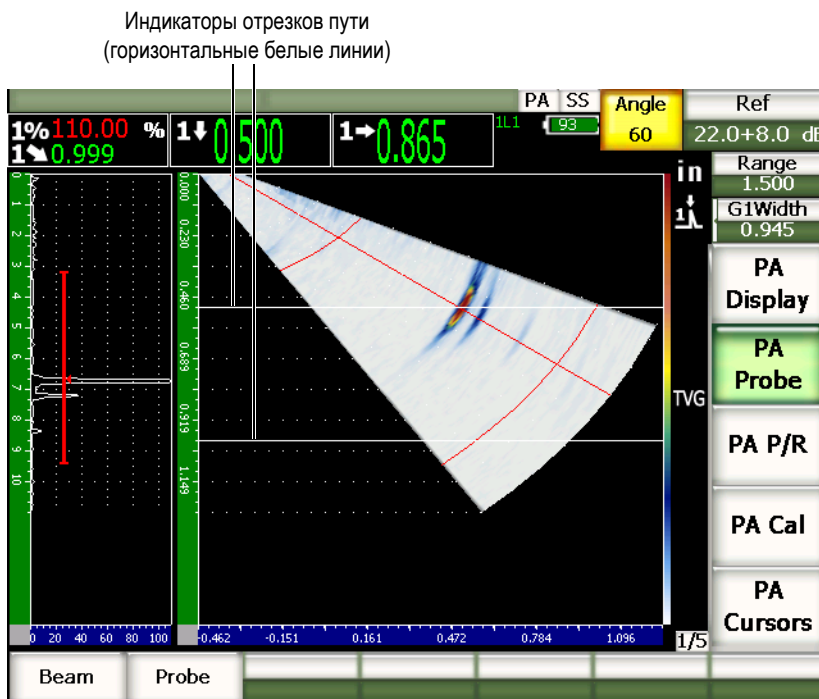 Индикаторы отрезков пути
(горизонтальные белые линии)
PA SS Angle Ref
1% 110.00 % 1 0.500 1 0.865 1L1 93 60 22.0+8.0 dB
1 0.999
in Range
1.500
1
G1Width
0.945
PA
Display
PA
Probe
TVG
PA P/R
PA Cal
PA
Cursors
0 1 2 3 4 5 6 7 8 9 10
0.000 0.230 0.460 0.689 0.919 1.149
0 20 40 60 80 100
-0.462 -0.151 0.161 0.472 0.784 1.096
1/5
Beam Probe